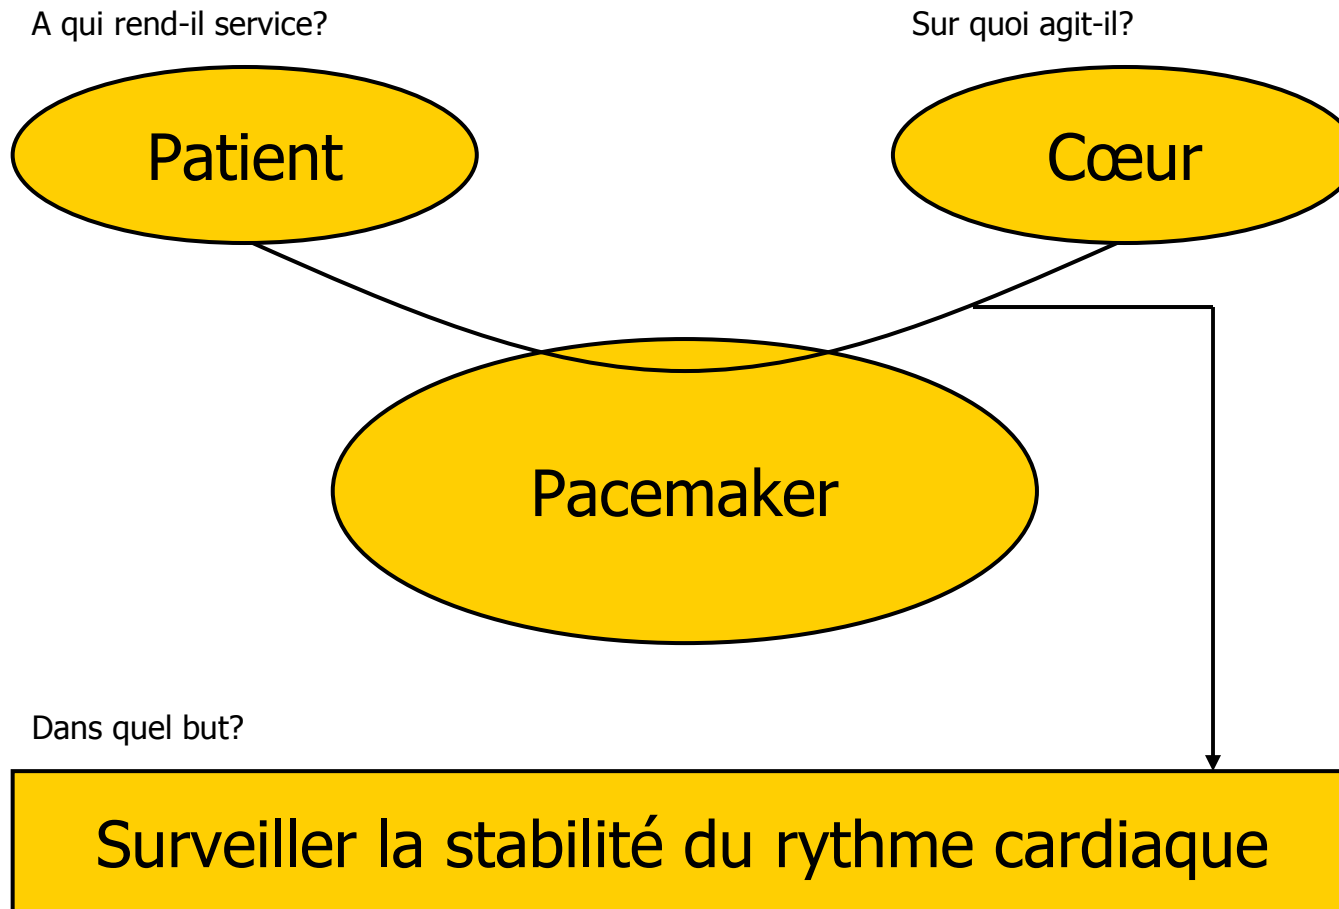 A qui rend-il service?
Sur quoi agit-il?
Patient
Cœur
Pacemaker
Dans quel but?
Surveiller la stabilité du rythme cardiaque